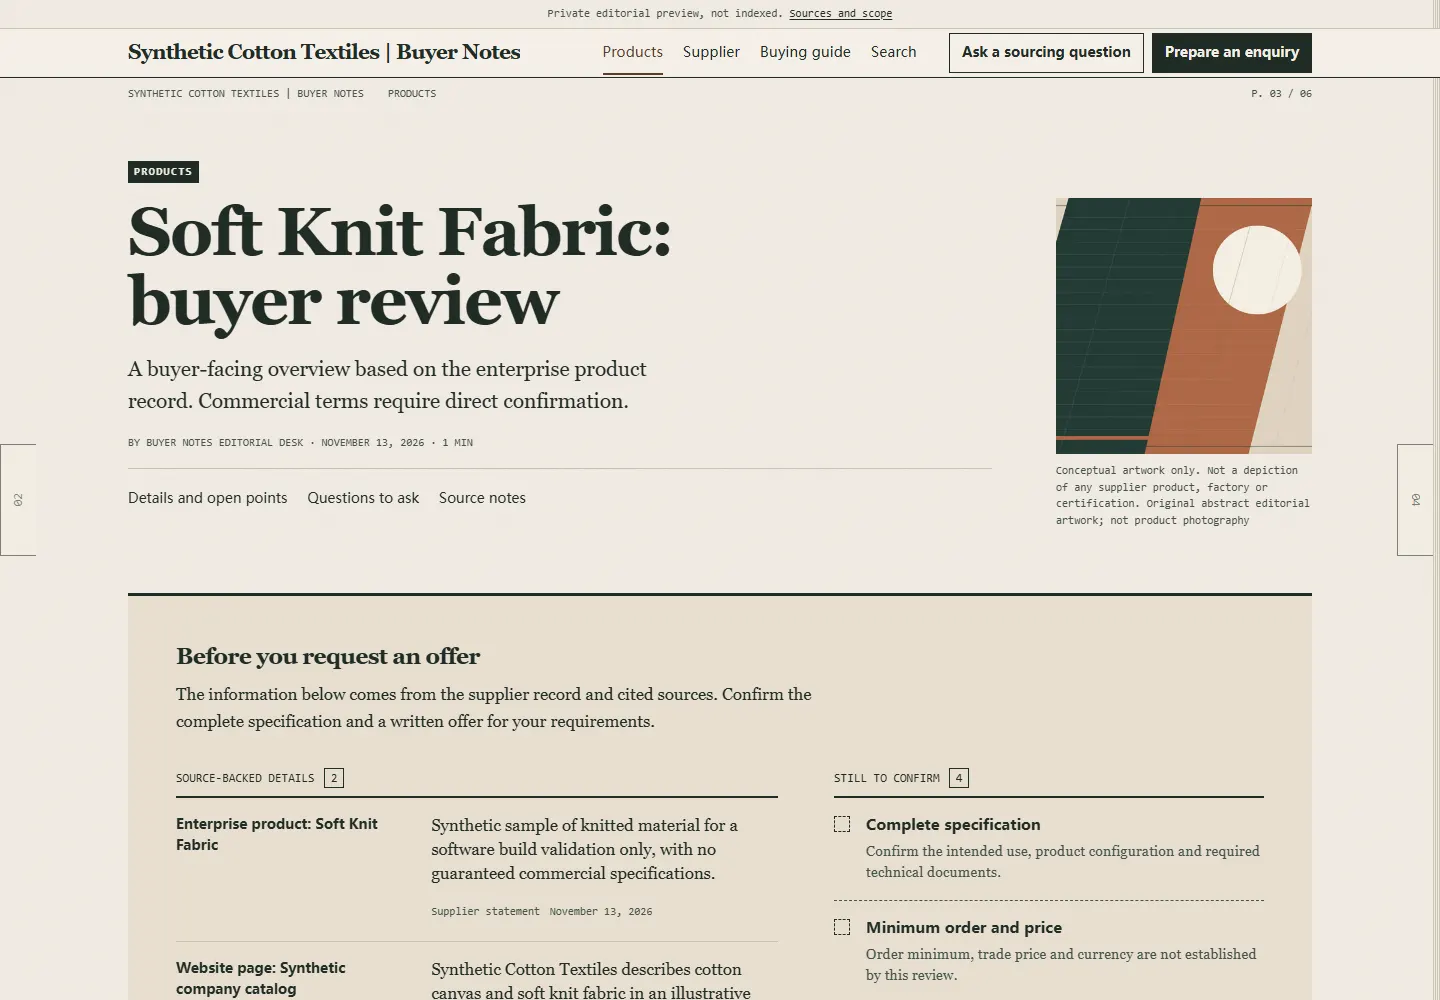 Private editorial preview, not indexed. Sources and scope
Synthetic Cotton Textiles | Buyer Notes
Products
Supplier
Buying guide
Search
Ask a sourcing question
Prepare an enquiry
SYNTHETIC COTTON TEXTILES | BUYER NOTES
PRODUCTS
P. 03 / 06
PRODUCTS
Soft Knit Fabric:
buyer review
A buyer-facing overview based on the enterprise product
record. Commercial terms require direct confirmation.
BY BUYER NOTES EDITORIAL DESK · NOVEMBER 13, 2026 · 1 MIN
Details and open points
Questions to ask
Source notes
Conceptual artwork only. Not a depiction
of any supplier product, factory or
certification. Original abstract editorial
artwork; not product photography
02
04
Before you request an offer
The information below comes from the supplier record and cited sources. Confirm the
complete specification and a written offer for your requirements.
SOURCE-BACKED DETAILS 2
Enterprise product: Soft Knit
Fabric
Synthetic sample of knitted material for a
software build validation only, with no
guaranteed commercial specifications.
Supplier statement November 13, 2026
Website page: Synthetic
company catalog
Synthetic Cotton Textiles describes cotton
canvas and soft knit fabric in an illustrative
STILL TO CONFIRM 4
Complete specification
Confirm the intended use, product configuration and required
technical documents.
Minimum order and price
Order minimum, trade price and currency are not established
by this review.